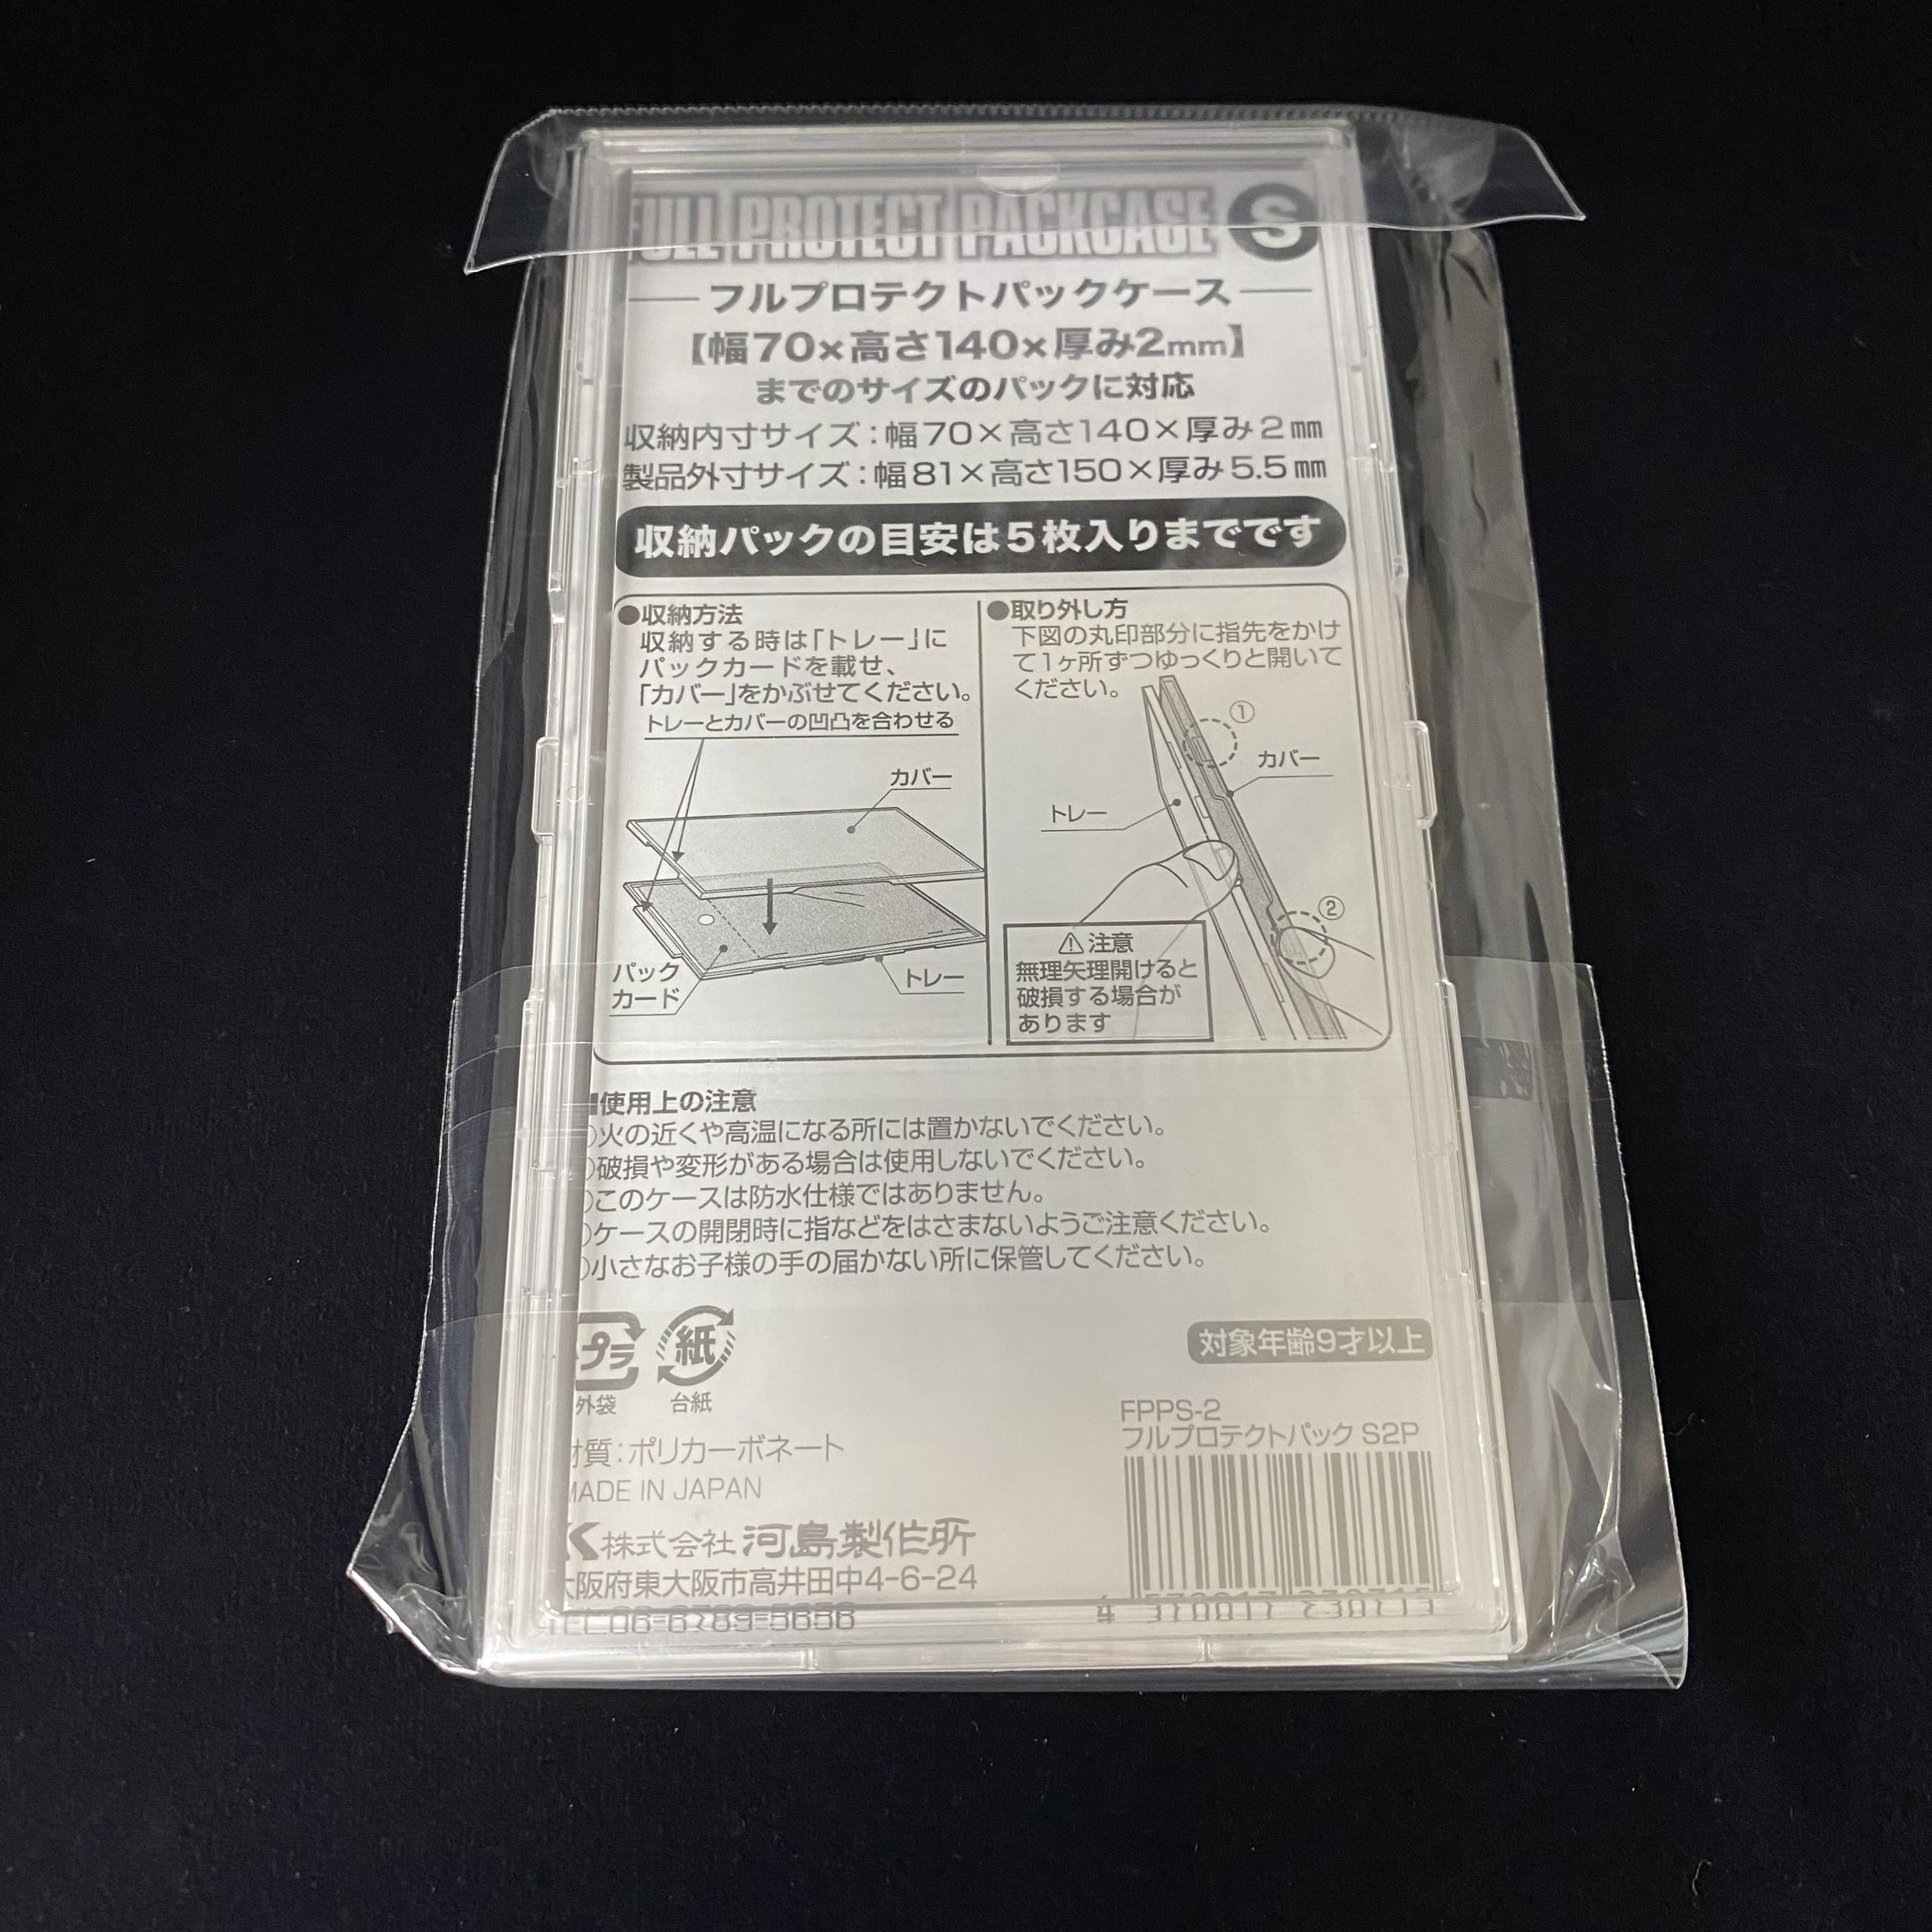 FULL PROTECT PACKCASE S
フルプロテクトパックケース
【幅70×高さ140×厚み2mm】
までのサイズのパックに対応
収納内寸サイズ：幅70×高さ140×厚み2㎜
製品外寸サイズ：幅81×高さ150×厚み5.5㎜
収納パックの目安は5枚入りまでです
●収納方法
収納する時は「トレー」に
パックカードを載せ、
「カバー」をかぶせてください。
トレーとカバーの凹凸を合わせる
カバー
パック
カード
トレー
●取り外し方
下図の丸印部分に指先をかけ
て1ヶ所ずつゆっくりと開いて
ください。
①
カバー
トレー
②
⚠注意
無理矢理開けると
破損する場合が
あります
■使用上の注意
○火の近くや高温になる所には置かないでください。
○破損や変形がある場合は使用しないでください。
○このケースは防水仕様ではありません。
○ケースの開閉時に指などをはさまないようご注意ください。
○小さなお子様の手の届かない所に保管してください。
プラ
外袋
紙
台紙
対象年齢9才以上
材質：ポリカーボネート
MADE IN JAPAN
株式会社 河島製作所
大阪府東大阪市高井田中4-6-24
TEL 06-6789-5656
FPPS-2
フルプロテクトパック S2P